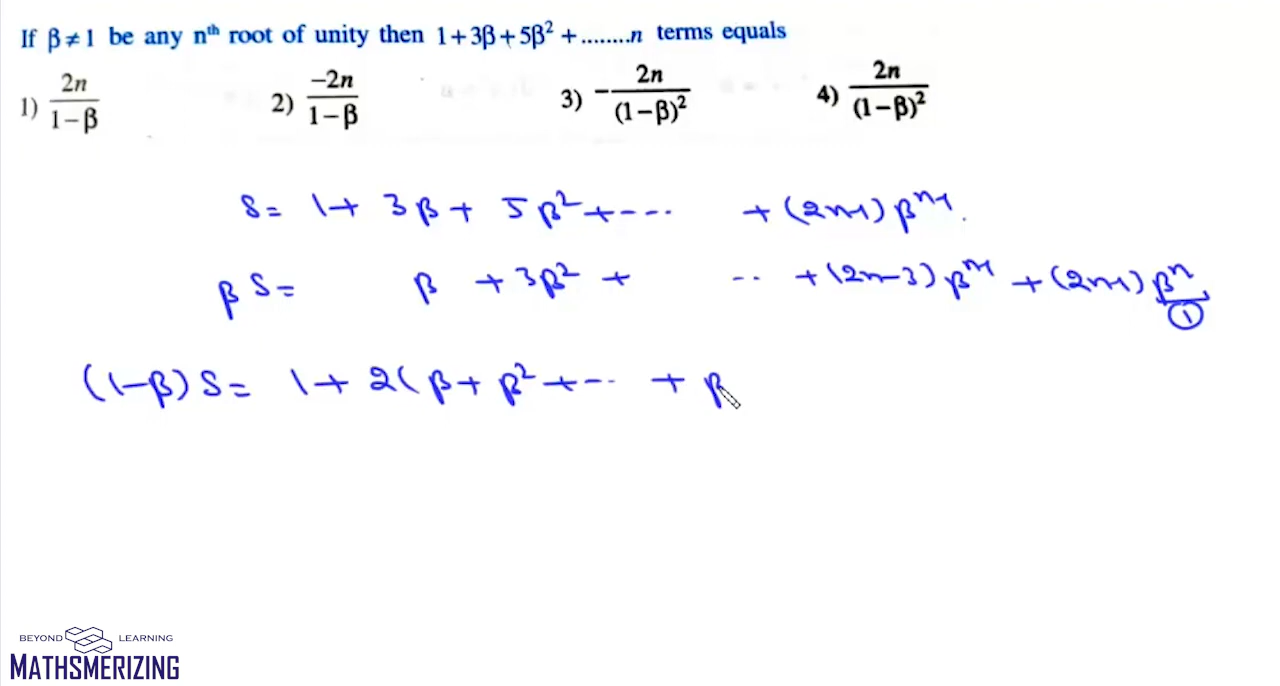 If β ≠ 1 be any nᵗʰ root of unity then 1+3β+5β²+........n terms equals
1) 2n/(1−β) 2) −2n/(1−β) 3) −2n/(1−β)² 4) 2n/(1−β)²
S = 1 + 3β + 5β² + ---- + (2n-1) βⁿ⁻¹.
βS = β + 3β² + -- + (2n-3) βⁿ⁻¹ + (2n-1) βⁿ,
1
(1-β) S = 1 + 2(β + β² + --- + β
BEYOND LEARNING
MATHSMERIZING